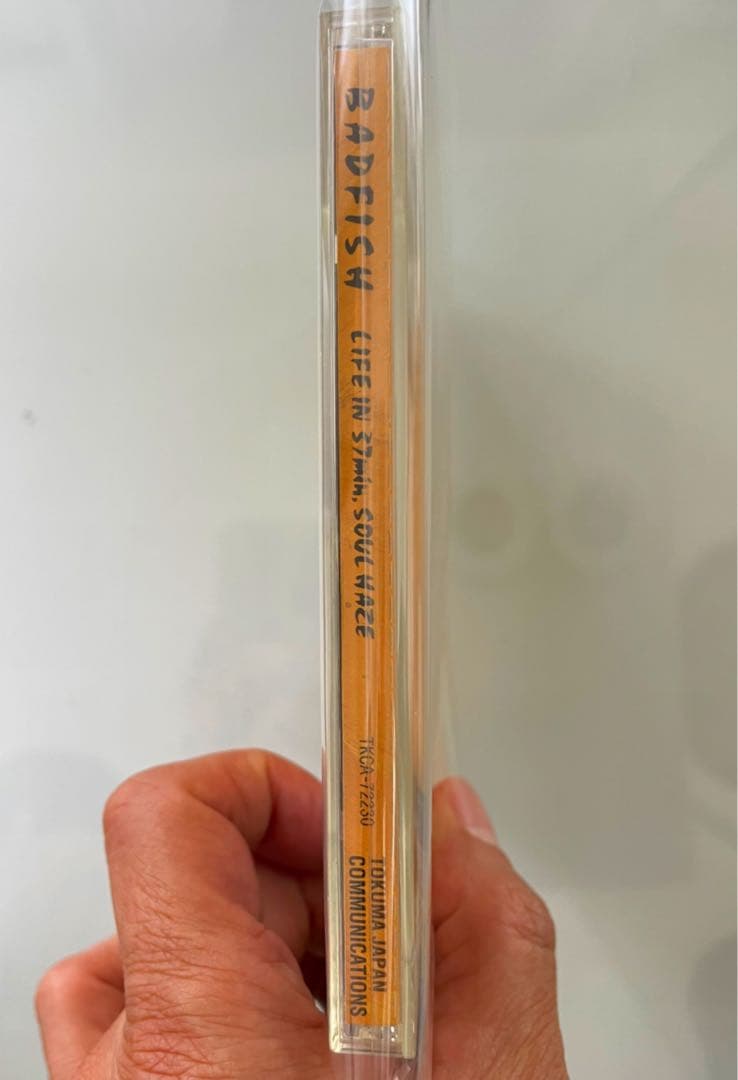 BADFISH LIFE IN 37min, SOUL HAZE
TKCA-72230
TOKUMA JAPAN
COMMUNICATIONS